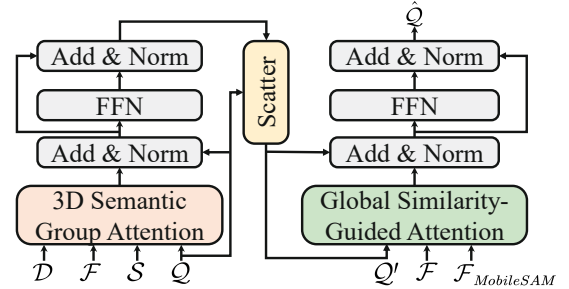 𝒬̂
Add & Norm
FFN
Add & Norm
3D Semantic
Group Attention
𝒟 ℱ 𝒮 𝒬
Scatter
Add & Norm
FFN
Add & Norm
Global Similarity-
Guided Attention
𝒬′ ℱ ℱ_MobileSAM